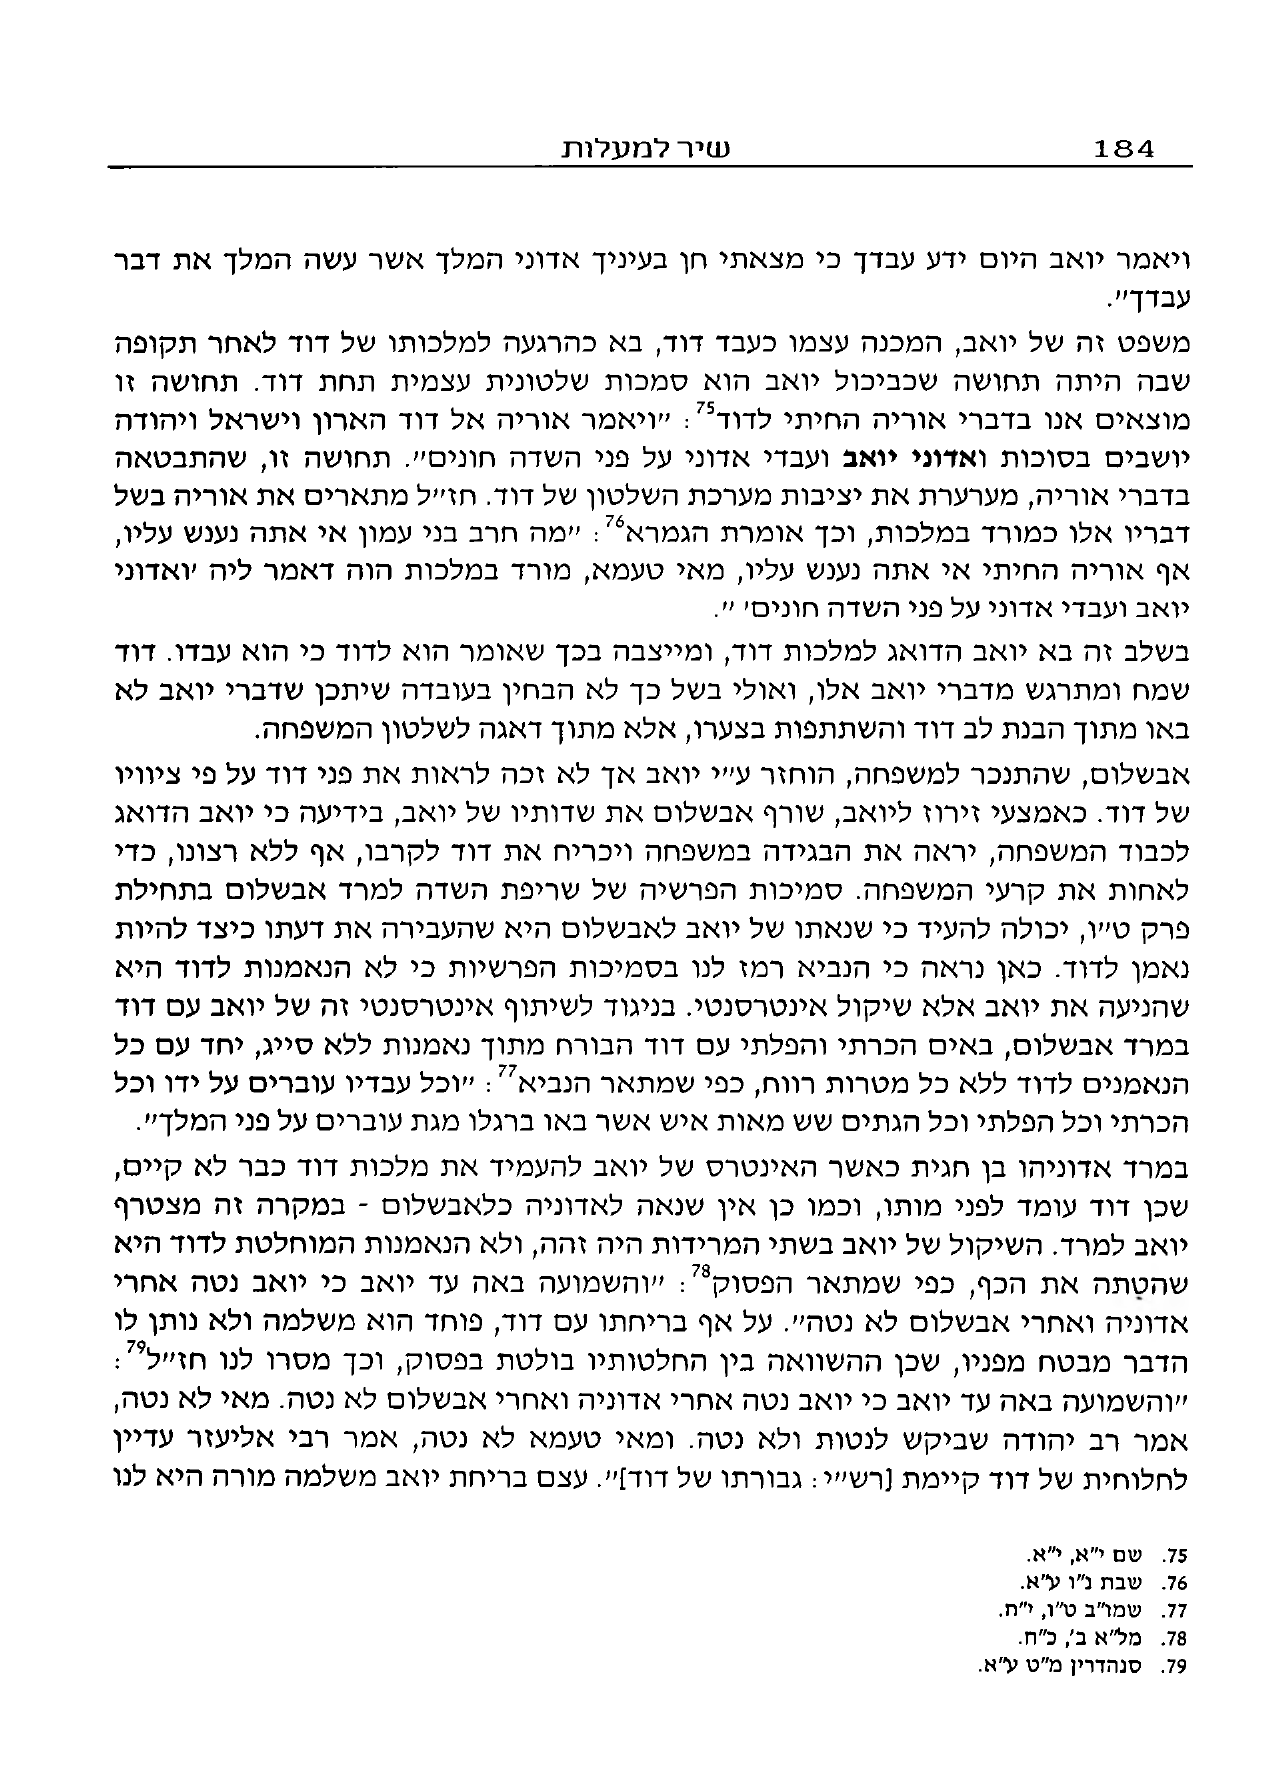 184 שיר למעלות
ויאמר יואב היום ידע עבדך כי מצאתי חן בעיניך אדוני המלך אשר עשה המלך את דבר
עבדך".
משפט זה של יואב, המכנה עצמו כעבד דוד, בא כהרגעה למלכותו של דוד לאחר תקופה
שבה היתה תחושה שכביכול יואב הוא סמכות שלטונית עצמית תחת דוד. תחושה זו
מוצאים אנו בדברי אוריה החיתי לדוד75: "ויאמר אוריה אל דוד הארון וישראל ויהודה
יושבים בסוכות ואדוני יואב ועבדי אדוני על פני השדה חונים". תחושה זו, שהתבטאה
בדברי אוריה, מערערת את יציבות מערכת השלטון של דוד. חז"ל מתארים את אוריה בשל
דבריו אלו כמורד במלכות, וכך אומרת הגמרא76: "מה חרב בני עמון אי אתה נענש עליו,
אף אוריה החיתי אי אתה נענש עליו, מאי טעמא, מורד במלכות הוה דאמר ליה 'ואדוני
יואב ועבדי אדוני על פני השדה חונים' ".
בשלב זה בא יואב הדואג למלכות דוד, ומייצבה בכך שאומר הוא לדוד כי הוא עבדו. דוד
שמח ומתרגש מדברי יואב אלו, ואולי בשל כך לא הבחין בעובדה שיתכן שדברי יואב לא
באו מתוך הבנת לב דוד והשתתפות בצערו, אלא מתוך דאגה לשלטון המשפחה.
אבשלום, שהתנכר למשפחה, הוחזר ע"י יואב אך לא זכה לראות את פני דוד על פי ציוויו
של דוד. כאמצעי זירוז ליואב, שורף אבשלום את שדותיו של יואב, בידיעה כי יואב הדואג
לכבוד המשפחה, יראה את הבגידה במשפחה ויכריח את דוד לקרבו, אף ללא רצונו, כדי
לאחות את קרעי המשפחה. סמיכות הפרשיה של שריפת השדה למרד אבשלום בתחילת
פרק ט"ו, יכולה להעיד כי שנאתו של יואב לאבשלום היא שהעבירה את דעתו כיצד להיות
נאמן לדוד. כאן נראה כי הנביא רמז לנו בסמיכות הפרשיות כי לא הנאמנות לדוד היא
שהניעה את יואב אלא שיקול אינטרסנטי. בניגוד לשיתוף אינטרסנטי זה של יואב עם דוד
במרד אבשלום, באים הכרתי והפלתי עם דוד הבורח מתוך נאמנות ללא סייג, יחד עם כל
הנאמנים לדוד ללא כל מטרות רווח, כפי שמתאר הנביא77: "וכל עבדיו עוברים על ידו וכל
הכרתי וכל הפלתי וכל הגתים שש מאות איש אשר באו ברגלו מגת עוברים על פני המלך".
במרד אדוניהו בן חגית כאשר האינטרס של יואב להעמיד את מלכות דוד כבר לא קיים,
שכן דוד עומד לפני מותו, וכמו כן אין שנאה לאדוניה כלאבשלום - במקרה זה מצטרף
יואב למרד. השיקול של יואב בשתי המרידות היה זהה, ולא הנאמנות המוחלטת לדוד היא
שהטתה את הכף, כפי שמתאר הפסוק78: "והשמועה באה עד יואב כי יואב נטה אחרי
אדוניה ואחרי אבשלום לא נטה". על אף בריחתו עם דוד, פוחד הוא משלמה ולא נותן לו
הדבר מבטח מפניו, שכן ההשוואה בין החלטותיו בולטת בפסוק, וכך מסרו לנו חז"ל79:
"והשמועה באה עד יואב כי יואב נטה אחרי אדוניה ואחרי אבשלום לא נטה. מאי לא נטה,
אמר רב יהודה שביקש לנטות ולא נטה. ומאי טעמא לא נטה, אמר רבי אליעזר עדיין
לחלוחית של דוד קיימת [רש"י: גבורתו של דוד]". עצם בריחת יואב משלמה מורה היא לנו
75. שם י"א, י"א.
76. שבת נ"ו ע"א.
77. שמו"ב ט"ו, י"ח.
78. מל"א ב', כ"ח.
79. סנהדרין מ"ט ע"א.